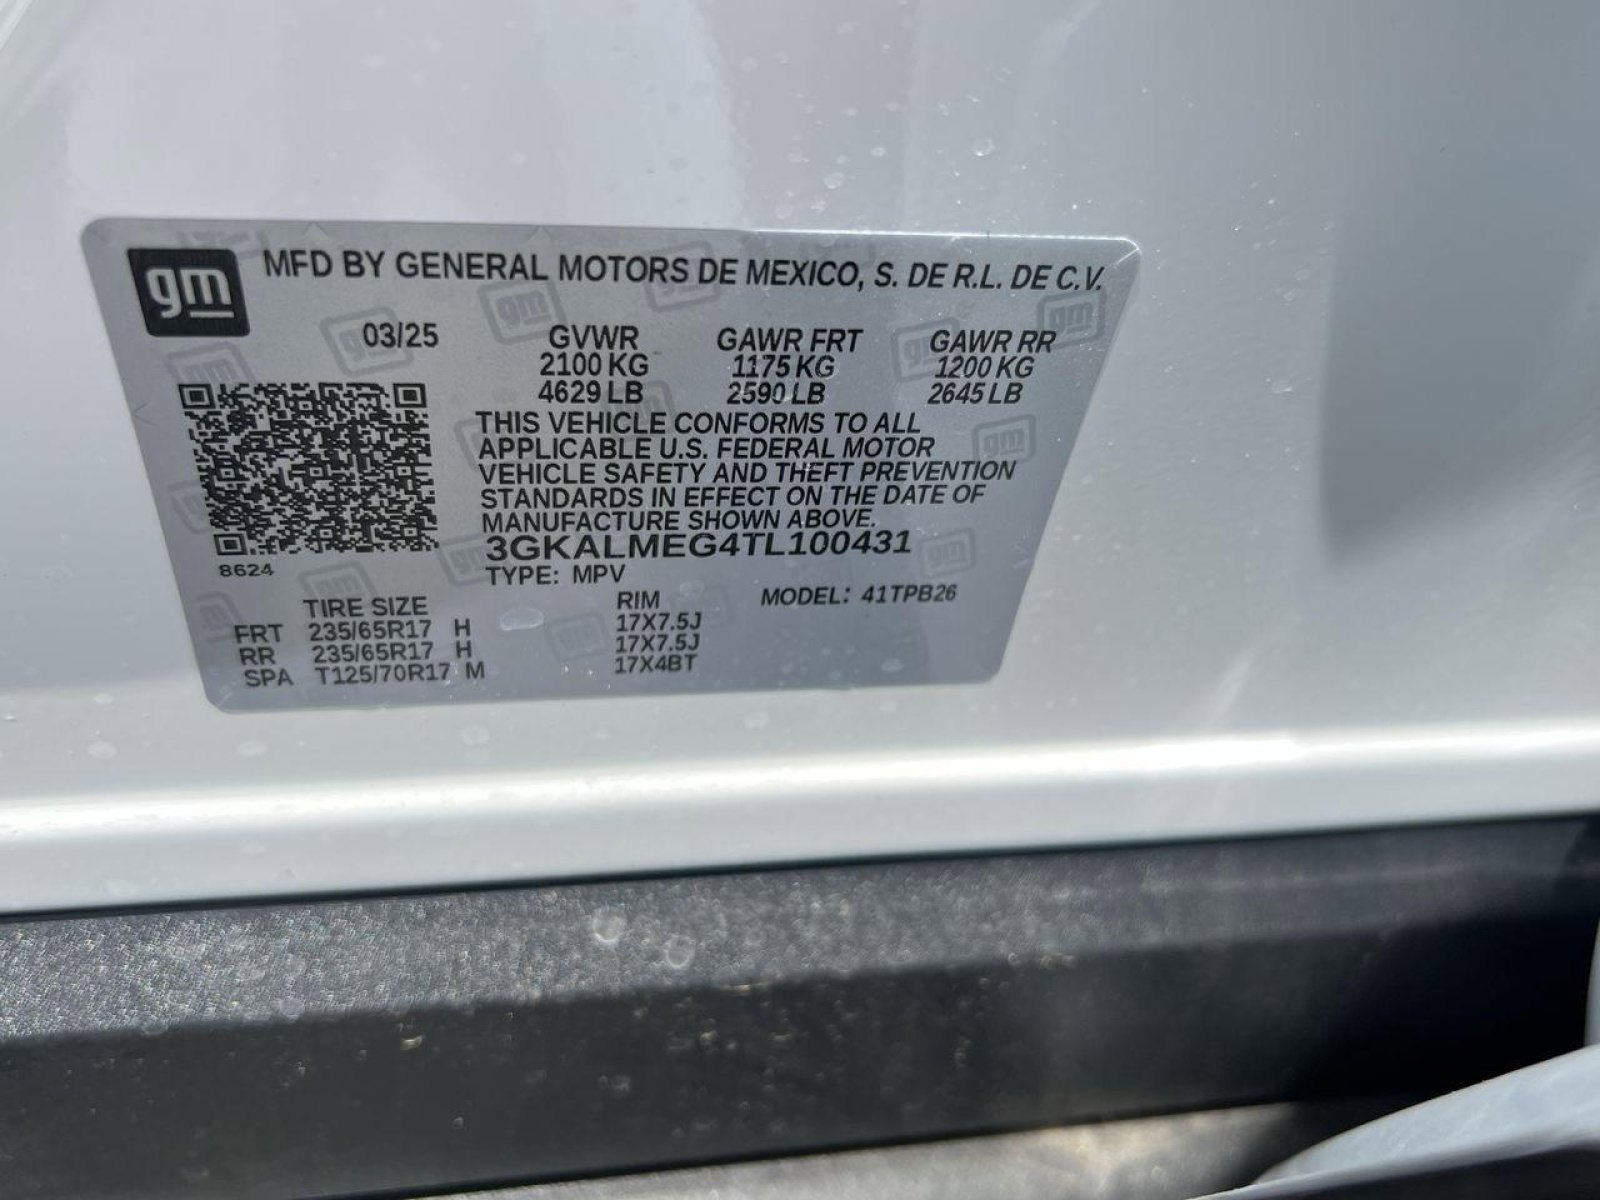 gm MFD BY GENERAL MOTORS DE MEXICO, S. DE R.L. DE C.V.
03/25 GVWR GAWR FRT GAWR RR
2100 KG 1175 KG 1200 KG
4629 LB 2590 LB 2645 LB
THIS VEHICLE CONFORMS TO ALL
APPLICABLE U.S. FEDERAL MOTOR
VEHICLE SAFETY AND THEFT PREVENTION
STANDARDS IN EFFECT ON THE DATE OF
MANUFACTURE SHOWN ABOVE.
3GKALMEG4TL100431
8624 TYPE: MPV MODEL: 41TPB26
TIRE SIZE RIM
FRT 235/65R17 H 17X7.5J
RR 235/65R17 H 17X7.5J
SPA T125/70R17 M 17X4BT